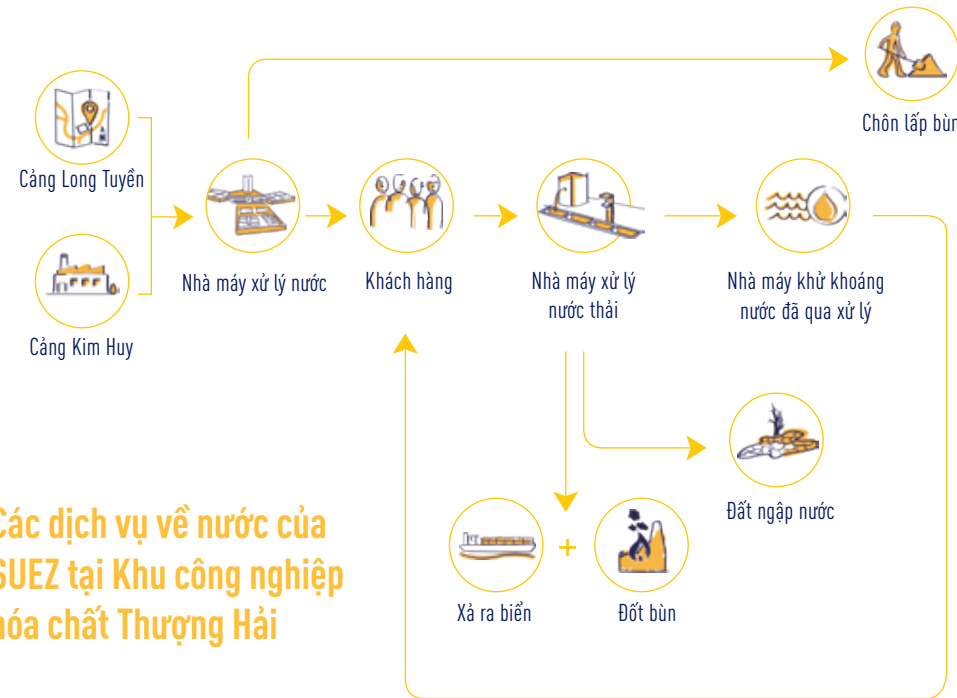 Chôn lấp bùn
Cảng Long Tuyền
Nhà máy xử lý nước
Khách hàng
Nhà máy xử lý
nước thải
Nhà máy khử khoáng
nước đã qua xử lý
Cảng Kim Huy
Đất ngập nước
+
Xả ra biển
Đốt bùn
Các dịch vụ về nước của
SUEZ tại Khu công nghiệp
hóa chất Thượng Hải